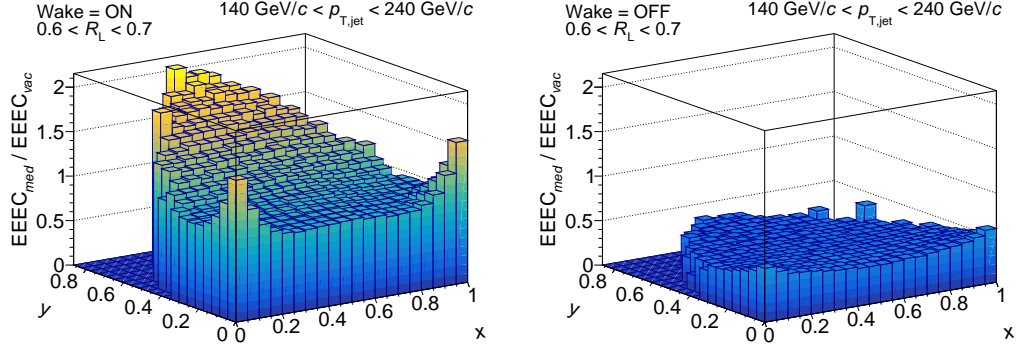 Wake = ON
0.6 < R_L < 0.7
140 GeV/c < p_T,jet < 240 GeV/c
EEEC_med / EEEC_vac
2
1.5
1
0.5
0
0.8
0.6
0.4
0.2
0
y
0
0.2
0.4
0.6
0.8
1
x
Wake = OFF
0.6 < R_L < 0.7
140 GeV/c < p_T,jet < 240 GeV/c
EEEC_med / EEEC_vac
2
1.5
1
0.5
0
0.8
0.6
0.4
0.2
0
y
0
0.2
0.4
0.6
0.8
1
x